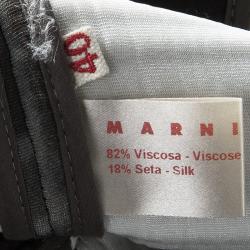 40
MARNI
82% Viscosa - Viscose
18% Seta - Silk